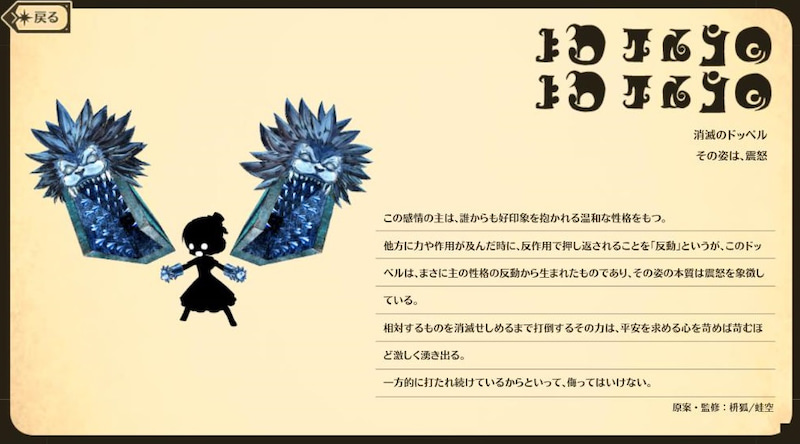 戻る
消滅のドッペル
その姿は、震怒
この感情の主は、誰からも好印象を抱かれる温和な性格をもつ。
他方に力や作用が及んだ時に、反作用で押し返されることを「反動」というが、このドッ
ペルは、まさに主の性格の反動から生まれたものであり、その姿の本質は震怒を象徴し
ている。
相対するものを消滅せしめるまで打倒するその力は、平安を求める心を苛めば苛むほ
ど激しく湧き出る。
一方的に打たれ続けているからといって、侮ってはいけない。
原案・監修：枡狐/蛙空